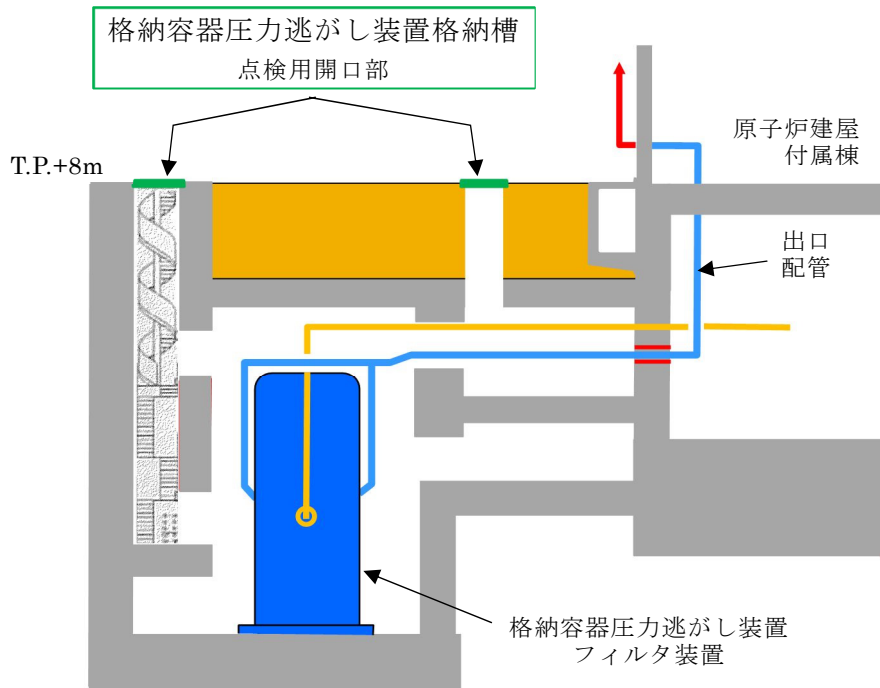 格納容器圧力逃がし装置格納槽
点検用開口部
T.P.+8m
原子炉建屋
付属棟
出口
配管
格納容器圧力逃がし装置
フィルタ装置